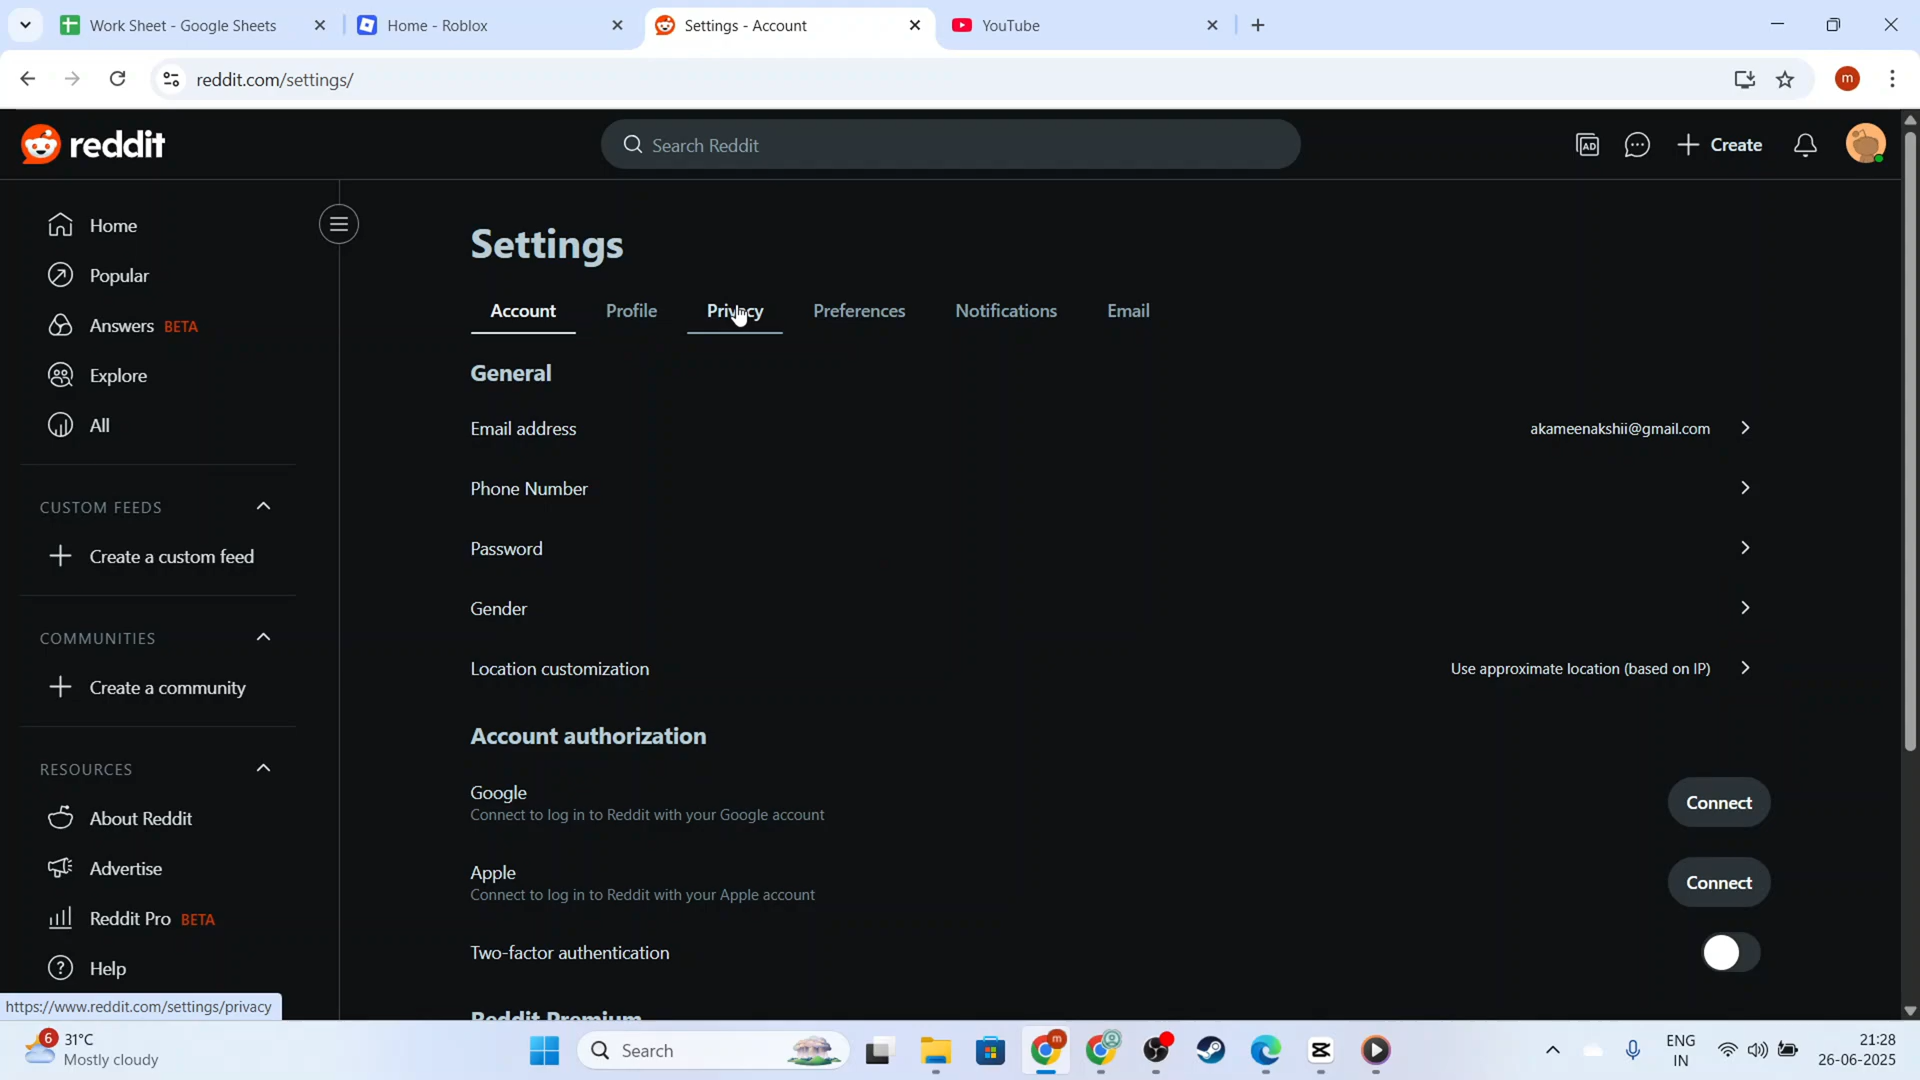 Work Sheet - Google Sheets
Home - Roblox
Settings - Account
YouTube
reddit.com/settings/
m
reddit
Search Reddit
AD
Create
Home
Popular
Answers BETA
Explore
All
CUSTOM FEEDS
Create a custom feed
COMMUNITIES
Create a community
RESOURCES
About Reddit
Advertise
Reddit Pro BETA
Help
Settings
Account Profile Privacy Preferences Notifications Email
General
Email address akameenakshii@gmail.com
Phone Number
Password
Gender
Location customization Use approximate location (based on IP)
Account authorization
Google
Connect to log in to Reddit with your Google account
Connect
Apple
Connect to log in to Reddit with your Apple account
Connect
Two-factor authentication
Reddit Premium
https://www.reddit.com/settings/privacy
6
31°C
Mostly cloudy
Search
m
ENG
IN
21:28
26-06-2025